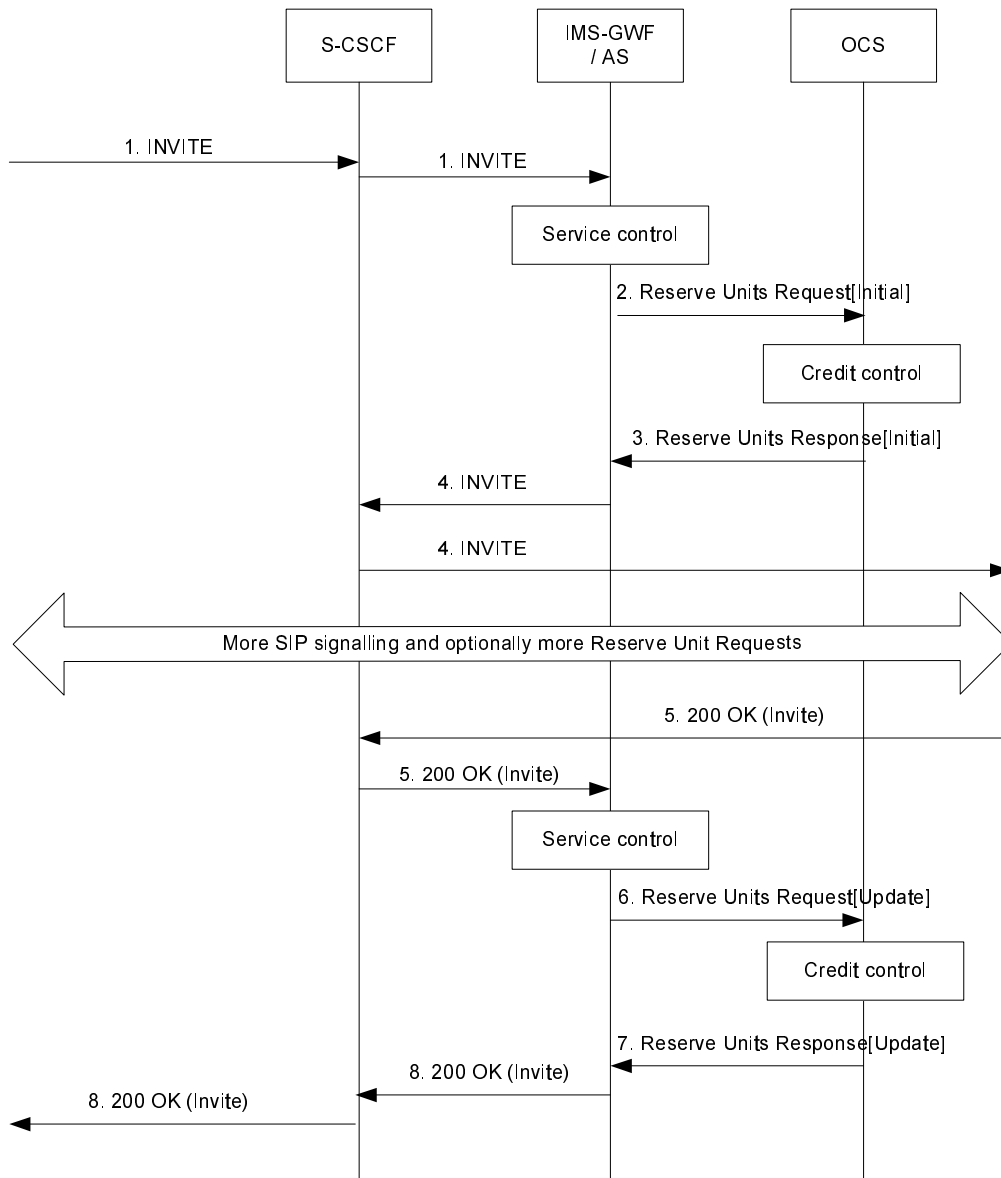 S-CSCF
IMS-GWF
/ AS
OCS
1. INVITE
1. INVITE
Service control
2. Reserve Units Request[Initial]
Credit control
3. Reserve Units Response[Initial]
4. INVITE
4. INVITE
More SIP signalling and optionally more Reserve Unit Requests
5. 200 OK (Invite)
5. 200 OK (Invite)
Service control
6. Reserve Units Request[Update]
Credit control
7. Reserve Units Response[Update]
8. 200 OK (Invite)
8. 200 OK (Invite)